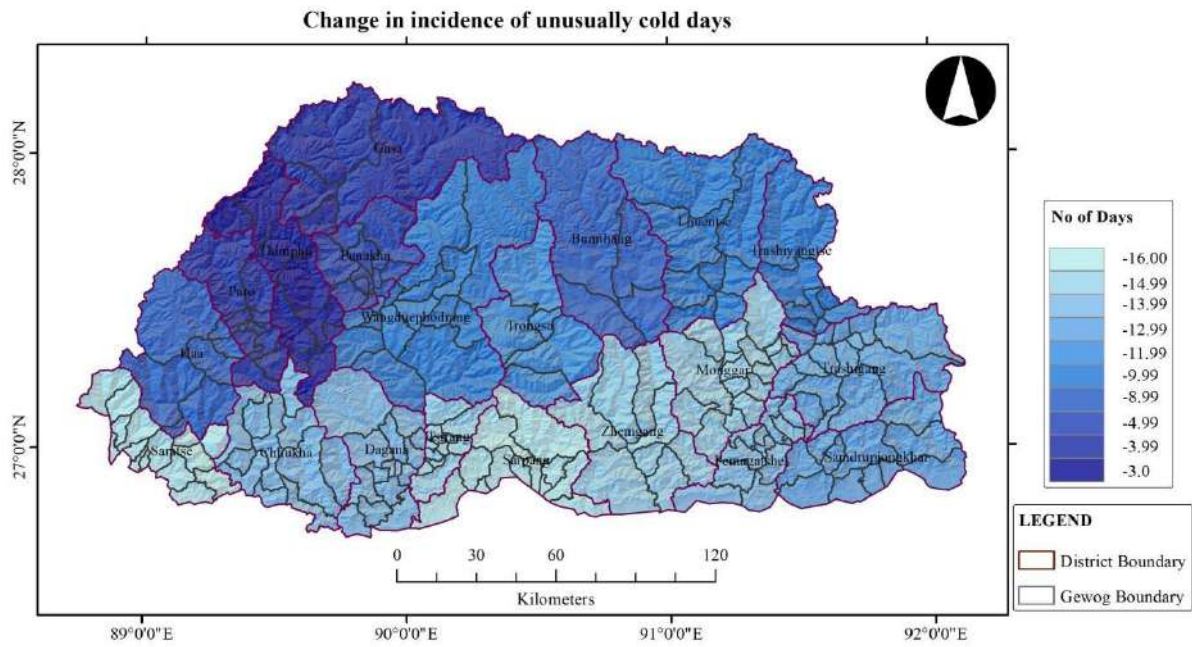 Change in incidence of unusually cold days
28°0'0"N
27°0'0"N
Gasa
Thimphu
Punakha
Paro
Haa
Wangduephodrang
Trongsa
Bumthang
Lhuentse
Trashiyangtse
Monggar
Trashigang
Samtse
Chhukha
Dagana
Tsirang
Sarpang
Zhemgang
Pemagatshel
Samdrupjongkhar
0 30 60 120
Kilometers
89°0'0"E 90°0'0"E 91°0'0"E 92°0'0"E
No of Days
-16.00
-14.99
-13.99
-12.99
-11.99
-9.99
-8.99
-4.99
-3.99
-3.0
LEGEND
District Boundary
Gewog Boundary